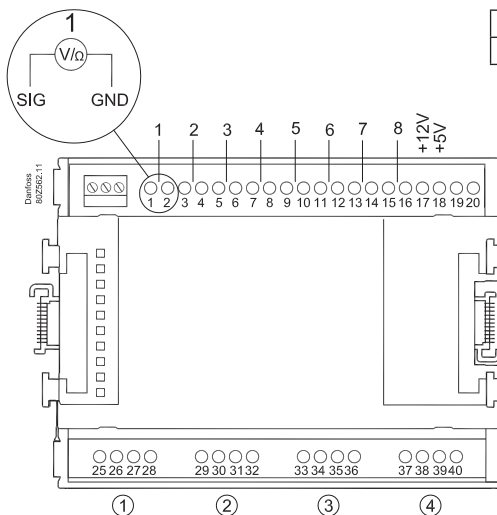 1
V/Ω
SIG GND
1 2 3 4 5 6 7 8 +12V +5V
Danfoss
80Z562.11
1 2 3 4 5 6 7 8 9 10 11 12 13 14 15 16 17 18 19 20
25 26 27 28 29 30 31 32 33 34 35 36 37 38 39 40
1 2 3 4